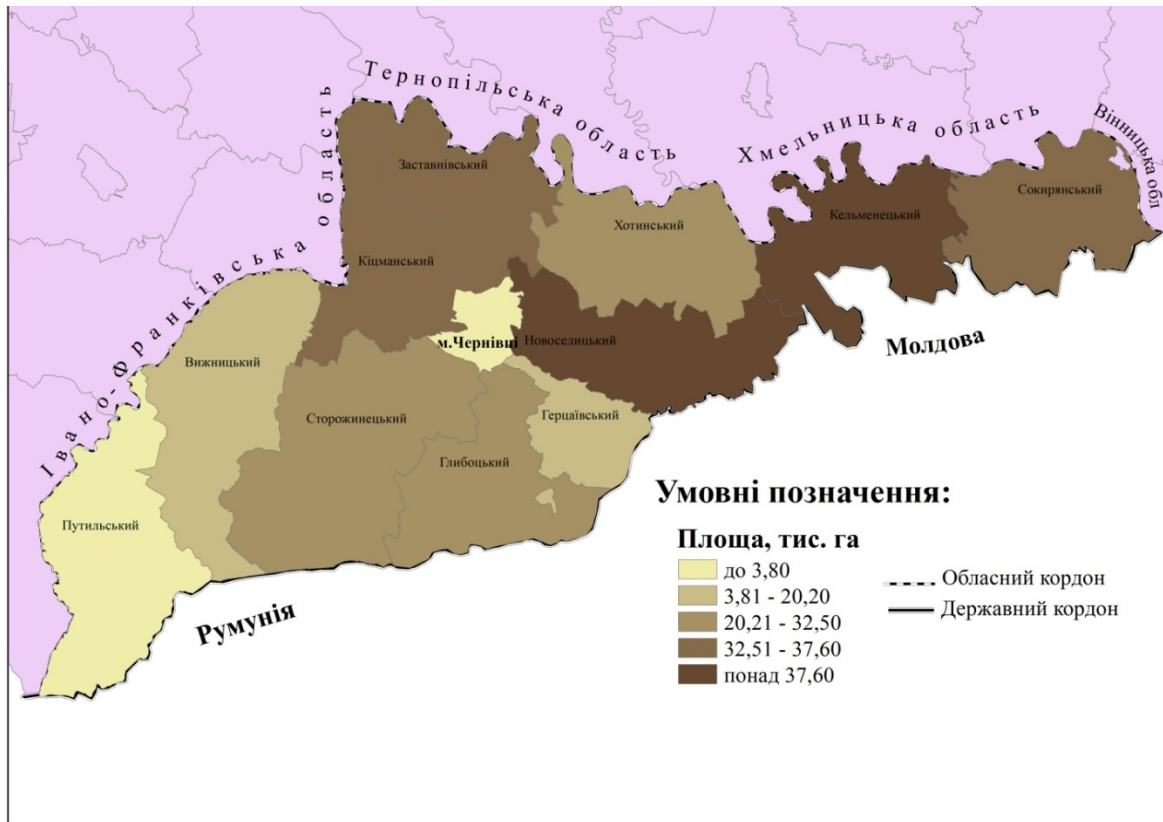 Тернопільська область
Хмельницька область
Вінницька обл
Івано-Франківська область
Заставнівський
Хотинський
Кельменецький
Сокирянський
Кіцманський
м.Чернівці
Новоселицький
Молдова
Вижницький
Сторожинецький
Герцаївський
Глибоцький
Путильський
Румунія
Умовні позначення:
Площа, тис. га
до 3,80
3,81 - 20,20
20,21 - 32,50
32,51 - 37,60
понад 37,60
Обласний кордон
Державний кордон